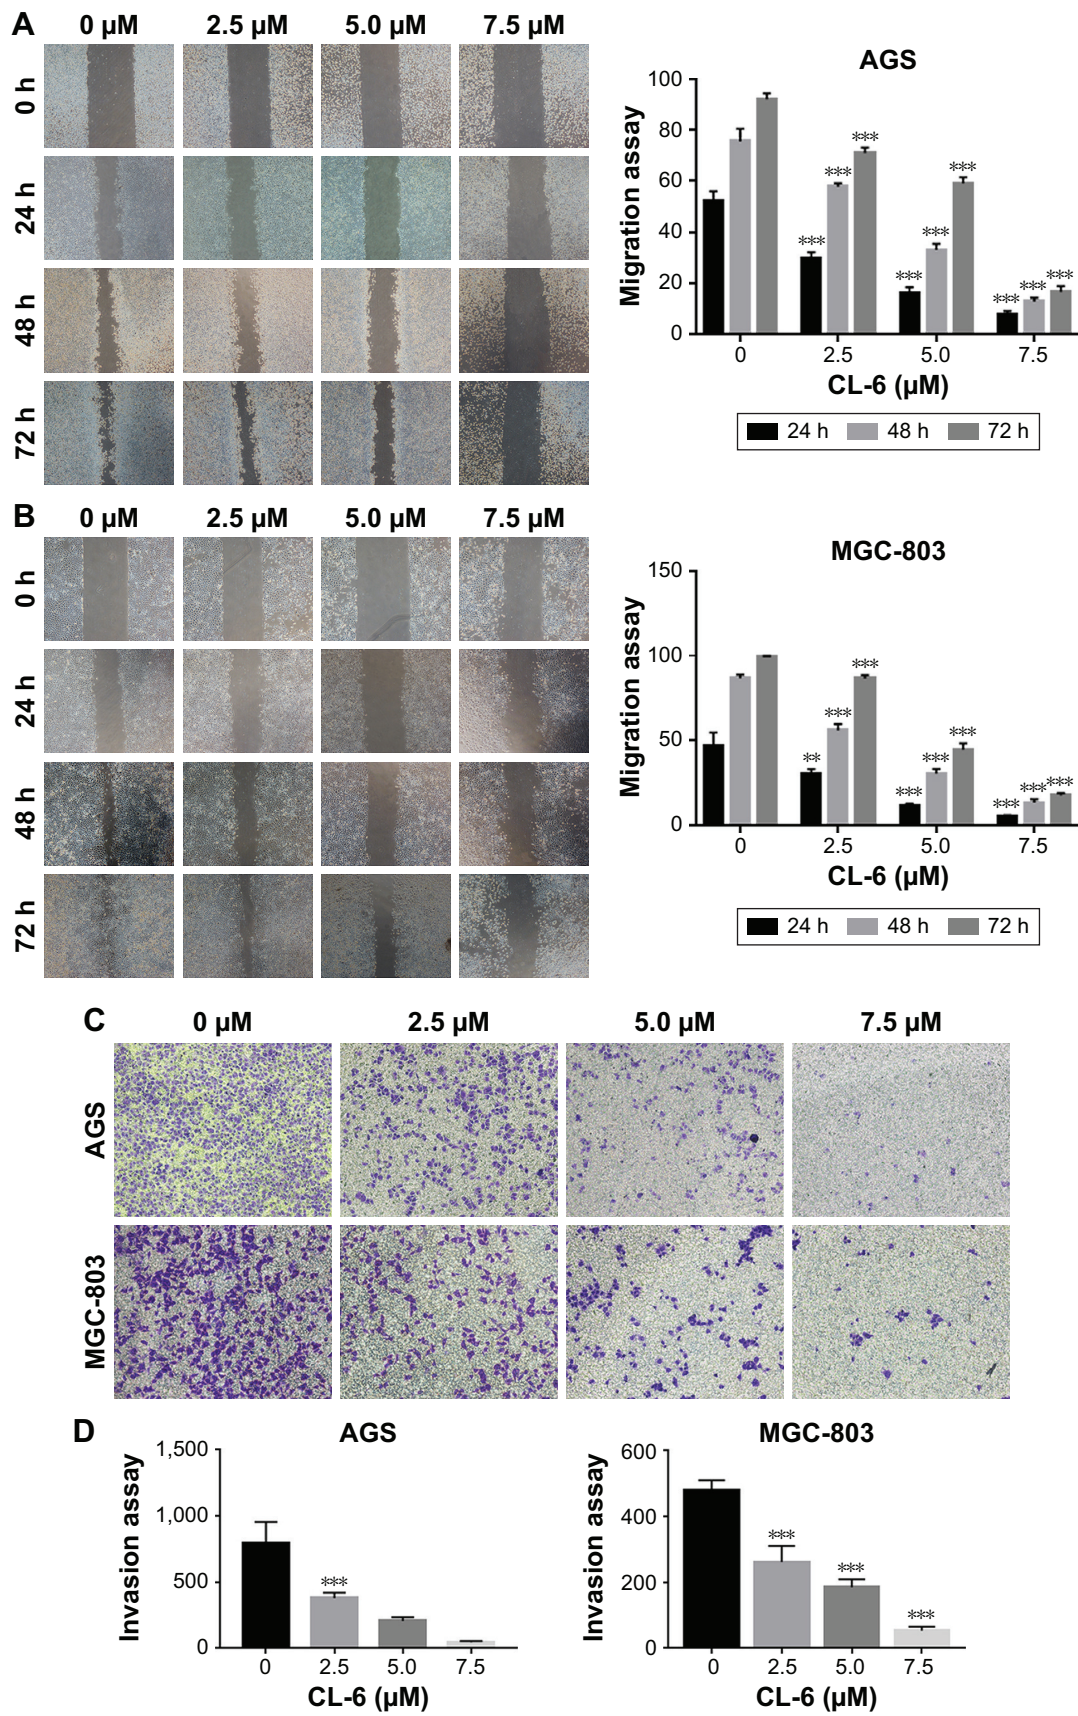 A
0 µM 2.5 µM 5.0 µM 7.5 µM
0 h
24 h
48 h
72 h
AGS
Migration assay
100
80
60
40
20
0
*** *** ***
*** *** ***
*** *** ***
0 2.5 5.0 7.5
CL-6 (µM)
24 h 48 h 72 h
B
0 µM 2.5 µM 5.0 µM 7.5 µM
0 h
24 h
48 h
72 h
MGC-803
Migration assay
150
100
50
0
** *** ***
*** *** ***
*** *** ***
0 2.5 5.0 7.5
CL-6 (µM)
24 h 48 h 72 h
C
0 µM 2.5 µM 5.0 µM 7.5 µM
AGS
MGC-803
D
AGS
Invasion assay
1,500
1,000
500
0
***
0 2.5 5.0 7.5
CL-6 (µM)
MGC-803
Invasion assay
600
400
200
0
*** *** ***
0 2.5 5.0 7.5
CL-6 (µM)